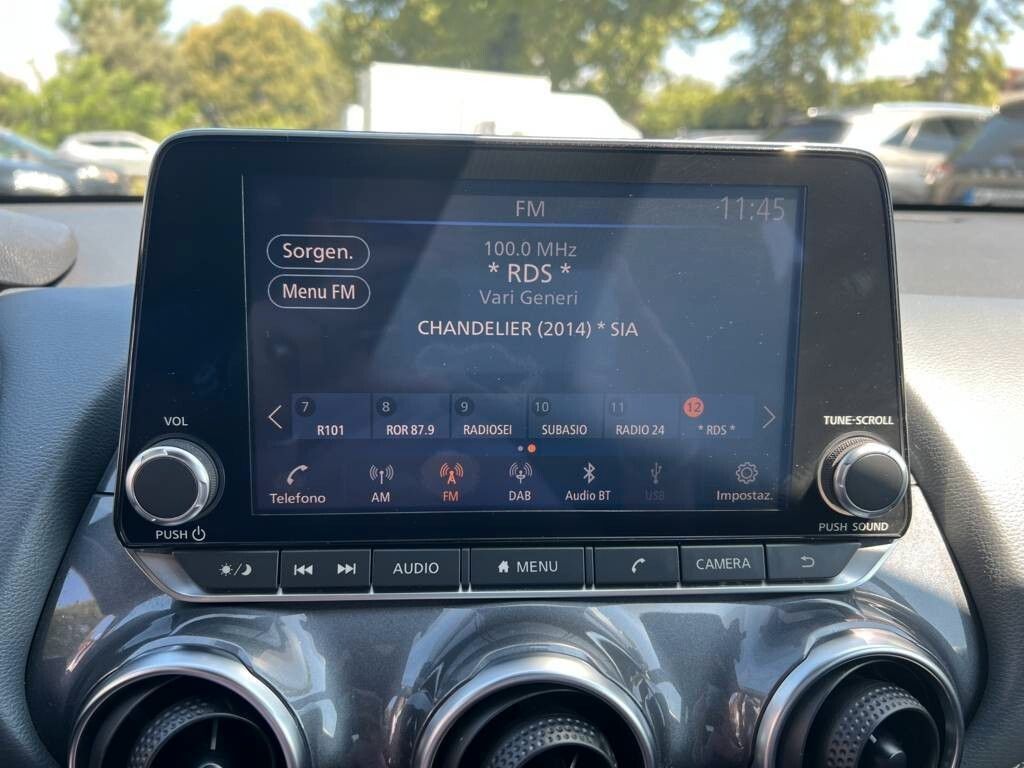 FM
11:45
Sorgen.
100.0 MHz
* RDS *
Menu FM
Vari Generi
CHANDELIER (2014) * SIA
7 8 9 10 11 12
R101 ROR 87.9 RADIOSEI SUBASIO RADIO 24 * RDS *
VOL
TUNE-SCROLL
Telefono AM FM DAB Audio BT USB Impostaz.
PUSH
PUSH SOUND
AUDIO MENU CAMERA